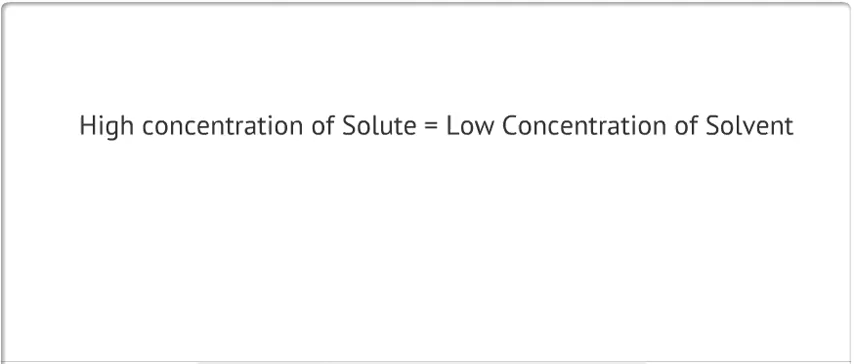 High concentration of Solute = Low Concentration of Solvent